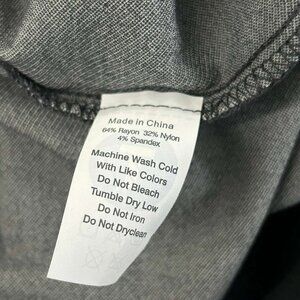 Made in China
64% Rayon 32% Nylon
4% Spandex
Machine Wash Cold
With Like Colors
Do Not Bleach
Tumble Dry Low
Do Not Iron
Do Not Dryclean